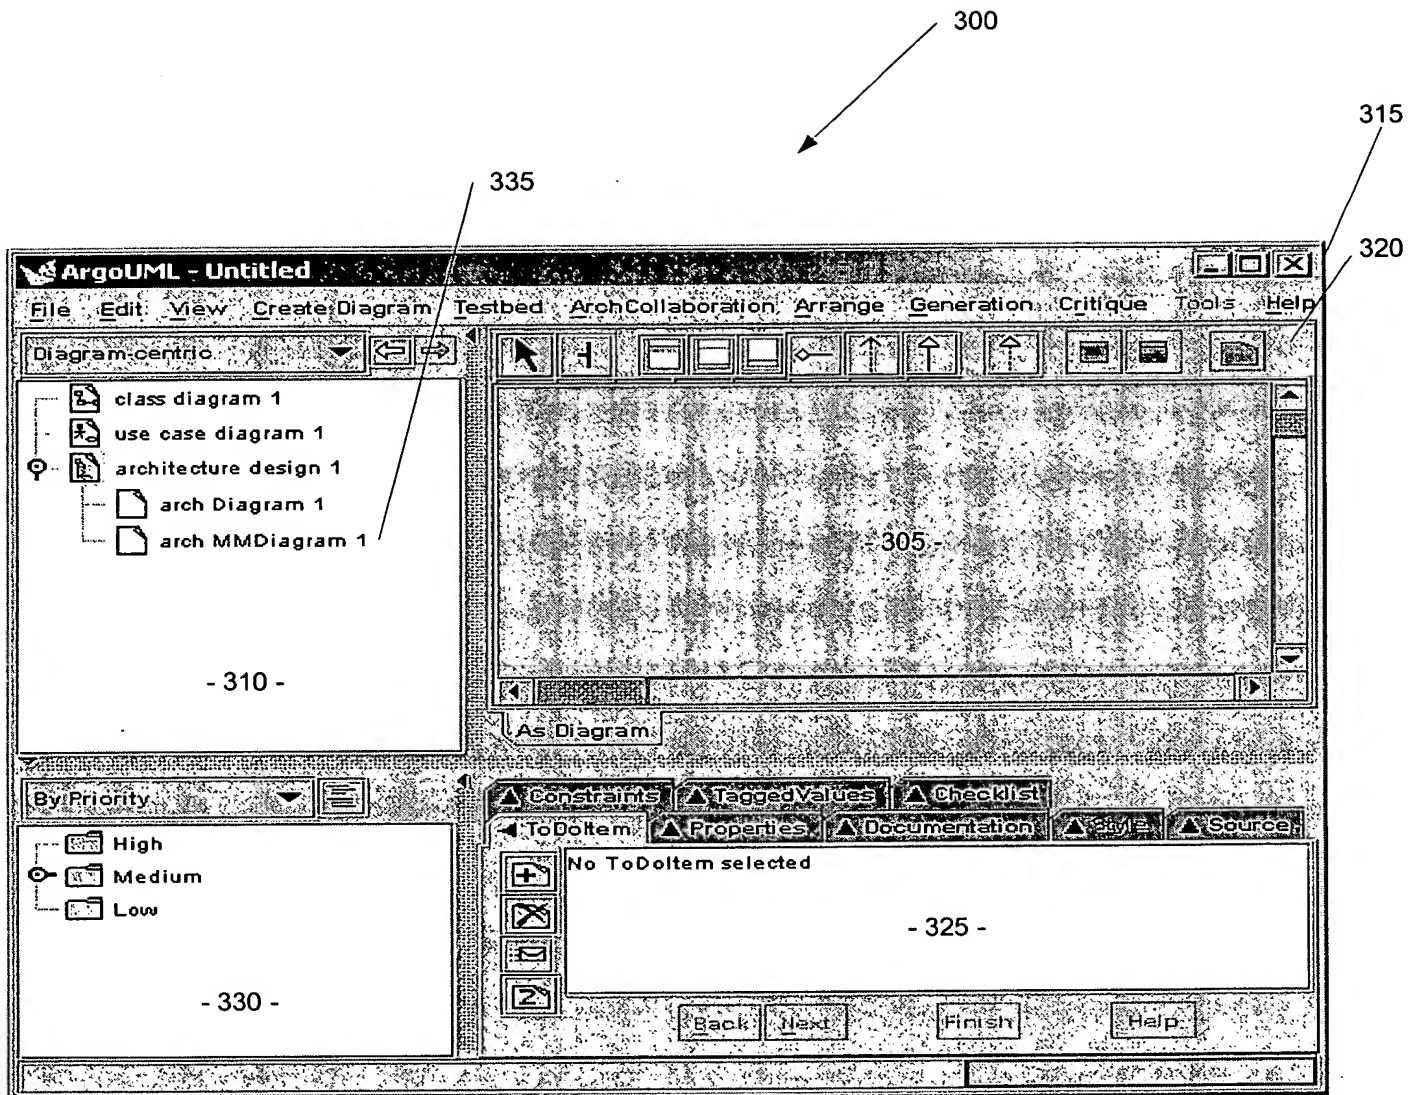 300
315
335
320
ArgoUML - Untitled
File Edit View Create Diagram Testbed ArchCollaboration Arrange Generation Critique Tools Help
Diagram-centric
class diagram 1
use case diagram 1
architecture design 1
arch Diagram 1
arch MMDiagram 1
- 305 -
- 310 -
As Diagram
By Priority
High
Medium
Low
- 330 -
Constraints TaggedValues Checklist
ToDoItem Properties Documentation Style Source
No ToDoItem selected
- 325 -
Back Next Finish Help